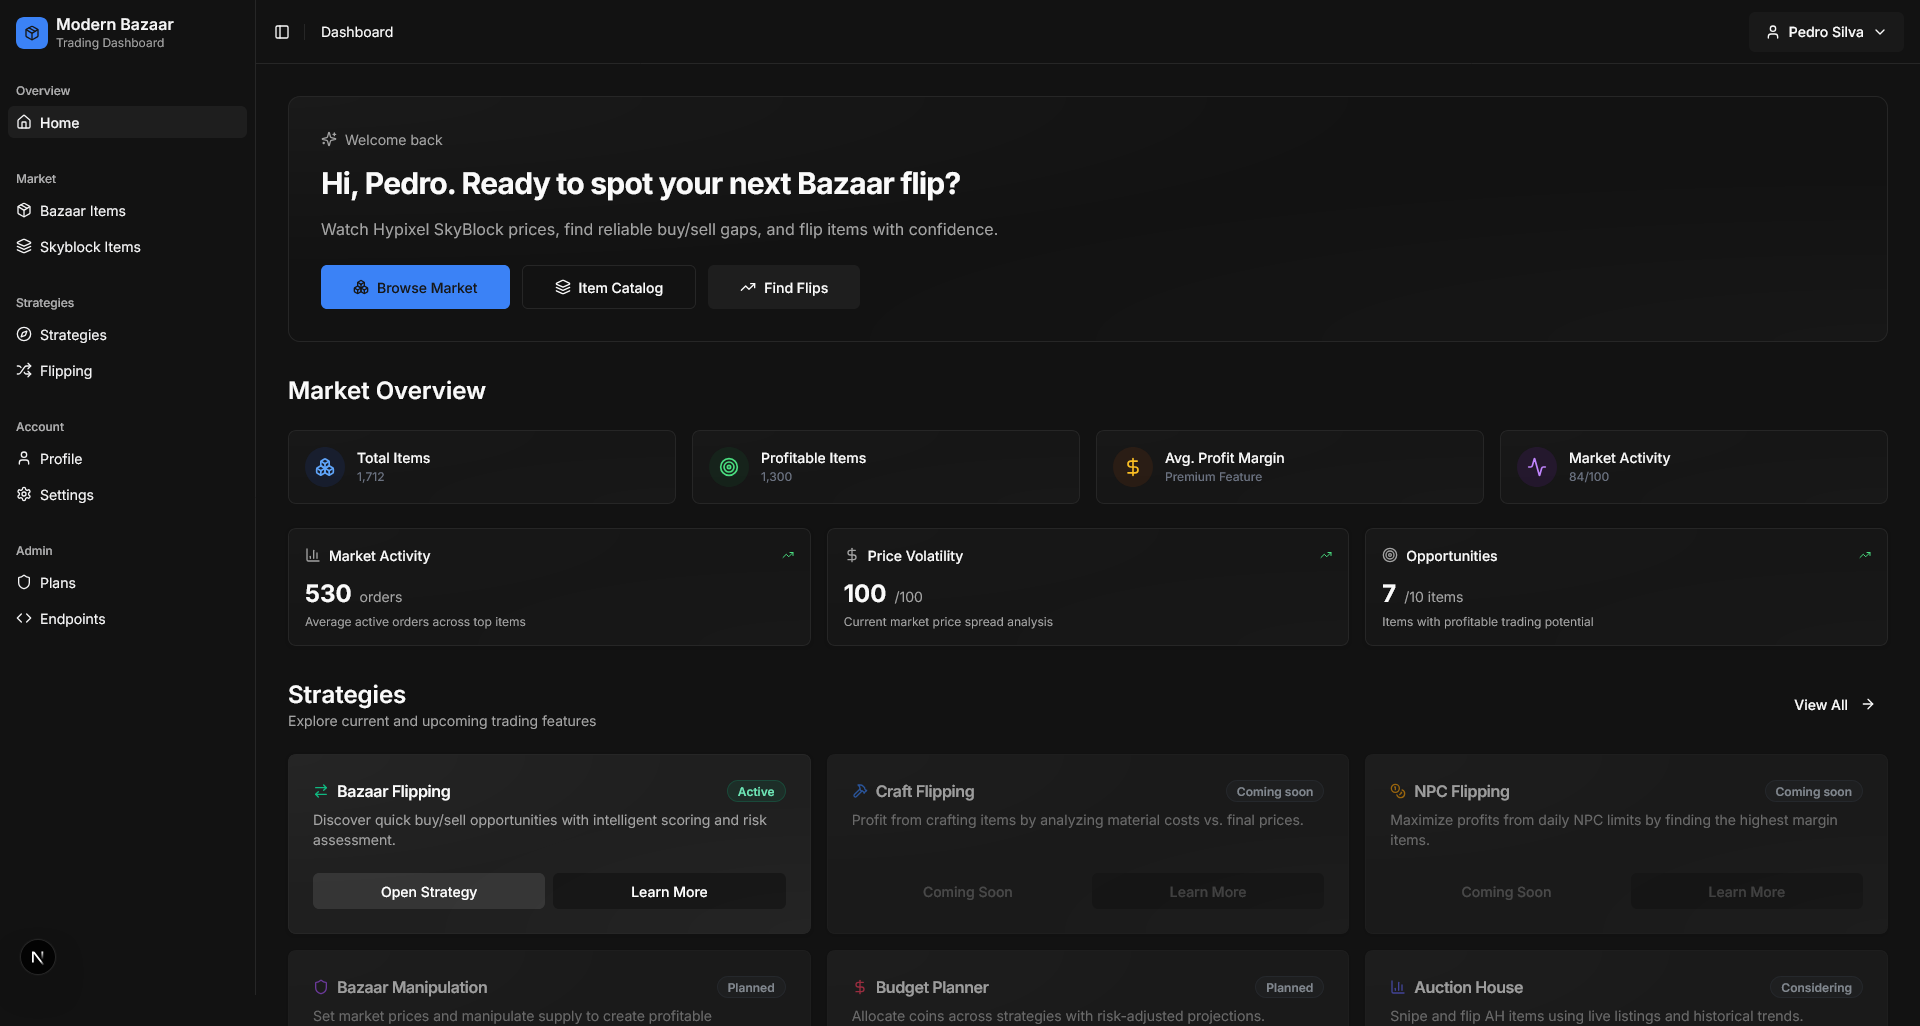 Modern Bazaar
Trading Dashboard
Overview
Home
Market
Bazaar Items
Skyblock Items
Strategies
Strategies
Flipping
Account
Profile
Settings
Admin
Plans
Endpoints
N
Dashboard
Pedro Silva
Welcome back
Hi, Pedro. Ready to spot your next Bazaar flip?
Watch Hypixel SkyBlock prices, find reliable buy/sell gaps, and flip items with confidence.
Browse Market
Item Catalog
Find Flips
Market Overview
Total Items
1,712
Profitable Items
1,300
Avg. Profit Margin
Premium Feature
Market Activity
84/100
Market Activity
530 orders
Average active orders across top items
Price Volatility
100 /100
Current market price spread analysis
Opportunities
7 /10 items
Items with profitable trading potential
Strategies
Explore current and upcoming trading features
View All
Bazaar Flipping
Active
Discover quick buy/sell opportunities with intelligent scoring and risk
assessment.
Open Strategy
Learn More
Craft Flipping
Coming soon
Profit from crafting items by analyzing material costs vs. final prices.
Coming Soon
Learn More
NPC Flipping
Coming soon
Maximize profits from daily NPC limits by finding the highest margin
items.
Coming Soon
Learn More
Bazaar Manipulation
Planned
Set market prices and manipulate supply to create profitable
Budget Planner
Planned
Allocate coins across strategies with risk-adjusted projections.
Auction House
Considering
Snipe and flip AH items using live listings and historical trends.